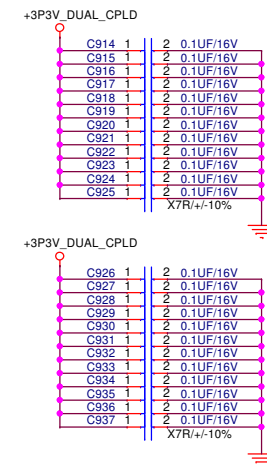 +3P3V_DUAL_CPLD
C914 1 2 0.1UF/16V
C915 1 2 0.1UF/16V
C916 1 2 0.1UF/16V
C917 1 2 0.1UF/16V
C918 1 2 0.1UF/16V
C919 1 2 0.1UF/16V
C920 1 2 0.1UF/16V
C921 1 2 0.1UF/16V
C922 1 2 0.1UF/16V
C923 1 2 0.1UF/16V
C924 1 2 0.1UF/16V
C925 1 2 0.1UF/16V
X7R/+/-10%
+3P3V_DUAL_CPLD
C926 1 2 0.1UF/16V
C927 1 2 0.1UF/16V
C928 1 2 0.1UF/16V
C929 1 2 0.1UF/16V
C930 1 2 0.1UF/16V
C931 1 2 0.1UF/16V
C932 1 2 0.1UF/16V
C933 1 2 0.1UF/16V
C934 1 2 0.1UF/16V
C935 1 2 0.1UF/16V
C936 1 2 0.1UF/16V
C937 1 2 0.1UF/16V
X7R/+/-10%